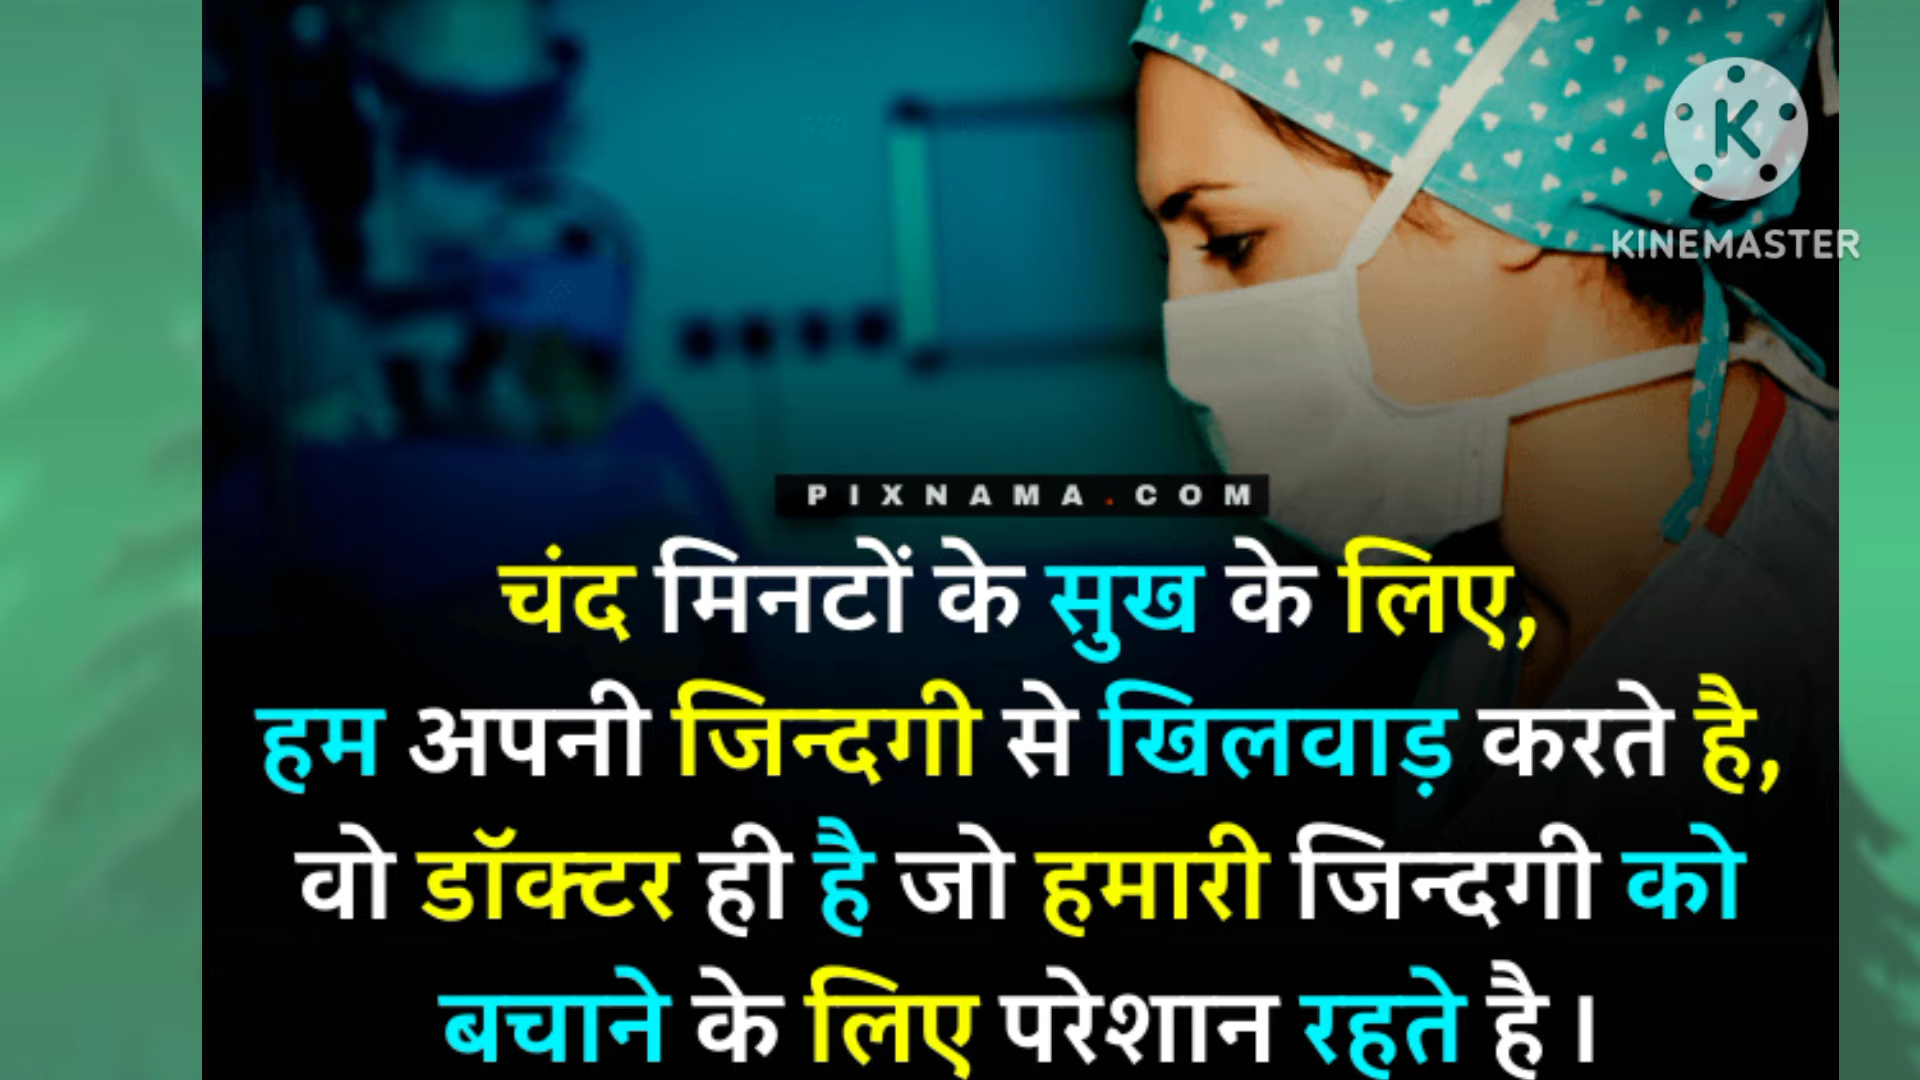 KINEMASTER
PIXNAMA.COM
चंद मिनटों के सुख के लिए,
हम अपनी जिन्दगी से खिलवाड़ करते है,
वो डॉक्टर ही है जो हमारी जिन्दगी को
बचाने के लिए परेशान रहते है।